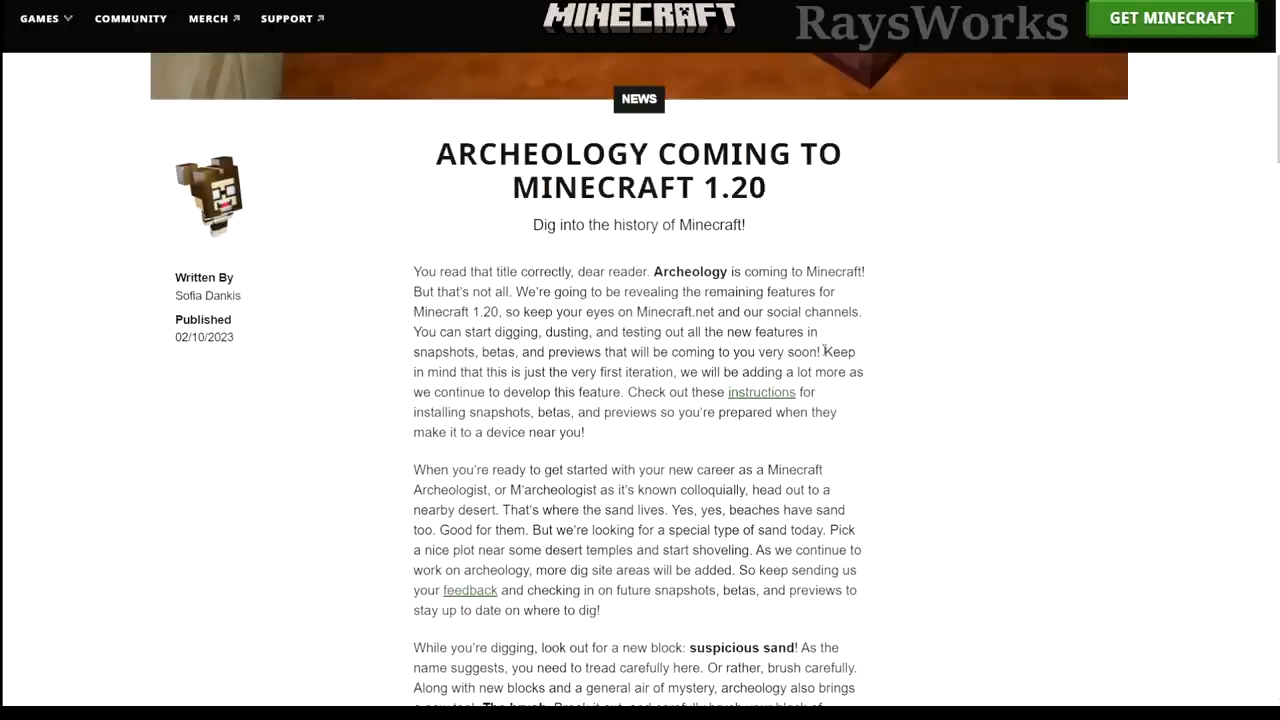 GAMES
COMMUNITY
MERCH
SUPPORT
MINECRAFT
RaysWorks
GET MINECRAFT
NEWS
ARCHEOLOGY COMING TO
MINECRAFT 1.20
Dig into the history of Minecraft!
Written By
Sofia Dankis
Published
02/10/2023
You read that title correctly, dear reader. Archeology is coming to Minecraft!
But that's not all. We're going to be revealing the remaining features for
Minecraft 1.20, so keep your eyes on Minecraft.net and our social channels.
You can start digging, dusting, and testing out all the new features in
snapshots, betas, and previews that will be coming to you very soon! Keep
in mind that this is just the very first iteration, we will be adding a lot more as
we continue to develop this feature. Check out these instructions for
installing snapshots, betas, and previews so you're prepared when they
make it to a device near you!
When you're ready to get started with your new career as a Minecraft
Archeologist, or M'archeologist as it's known colloquially, head out to a
nearby desert. That's where the sand lives. Yes, yes, beaches have sand
too. Good for them. But we're looking for a special type of sand today. Pick
a nice plot near some desert temples and start shoveling. As we continue to
work on archeology, more dig site areas will be added. So keep sending us
your feedback and checking in on future snapshots, betas, and previews to
stay up to date on where to dig!
While you're digging, look out for a new block: suspicious sand! As the
name suggests, you need to tread carefully here. Or rather, brush carefully.
Along with new blocks and a general air of mystery, archeology also brings